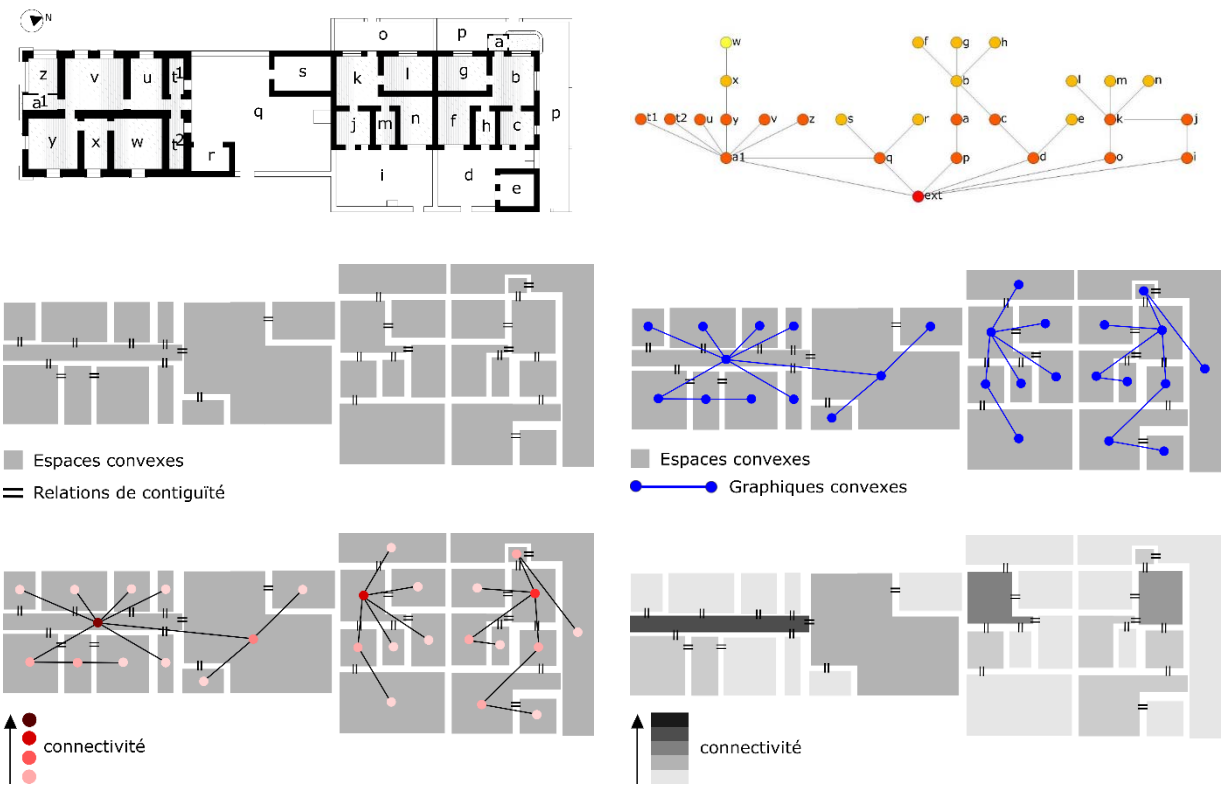 N
o
p
a
z
v
u
t1
s
k
l
g
b
a1
q
p
j
m
n
f
h
c
y
x
w
t2
r
i
d
e
w
f
g
h
x
b
l
m
n
t1
t2
u
y
v
z
s
r
a
c
e
k
j
a1
q
p
d
o
i
ext
Espaces convexes
Relations de contiguïté
Espaces convexes
Graphiques convexes
connectivité
connectivité